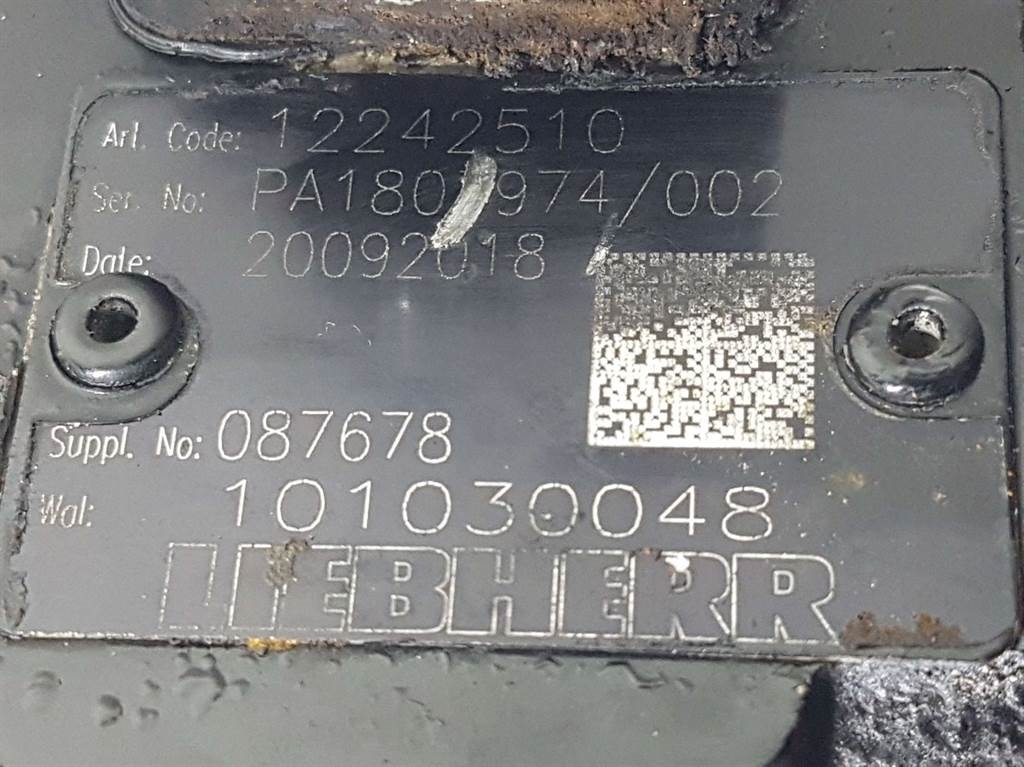 Art. Code: 12242510
Ser. No:
Date: 20092018
Suppl. No: 087678
Wal: 101030048
LIEBHERR